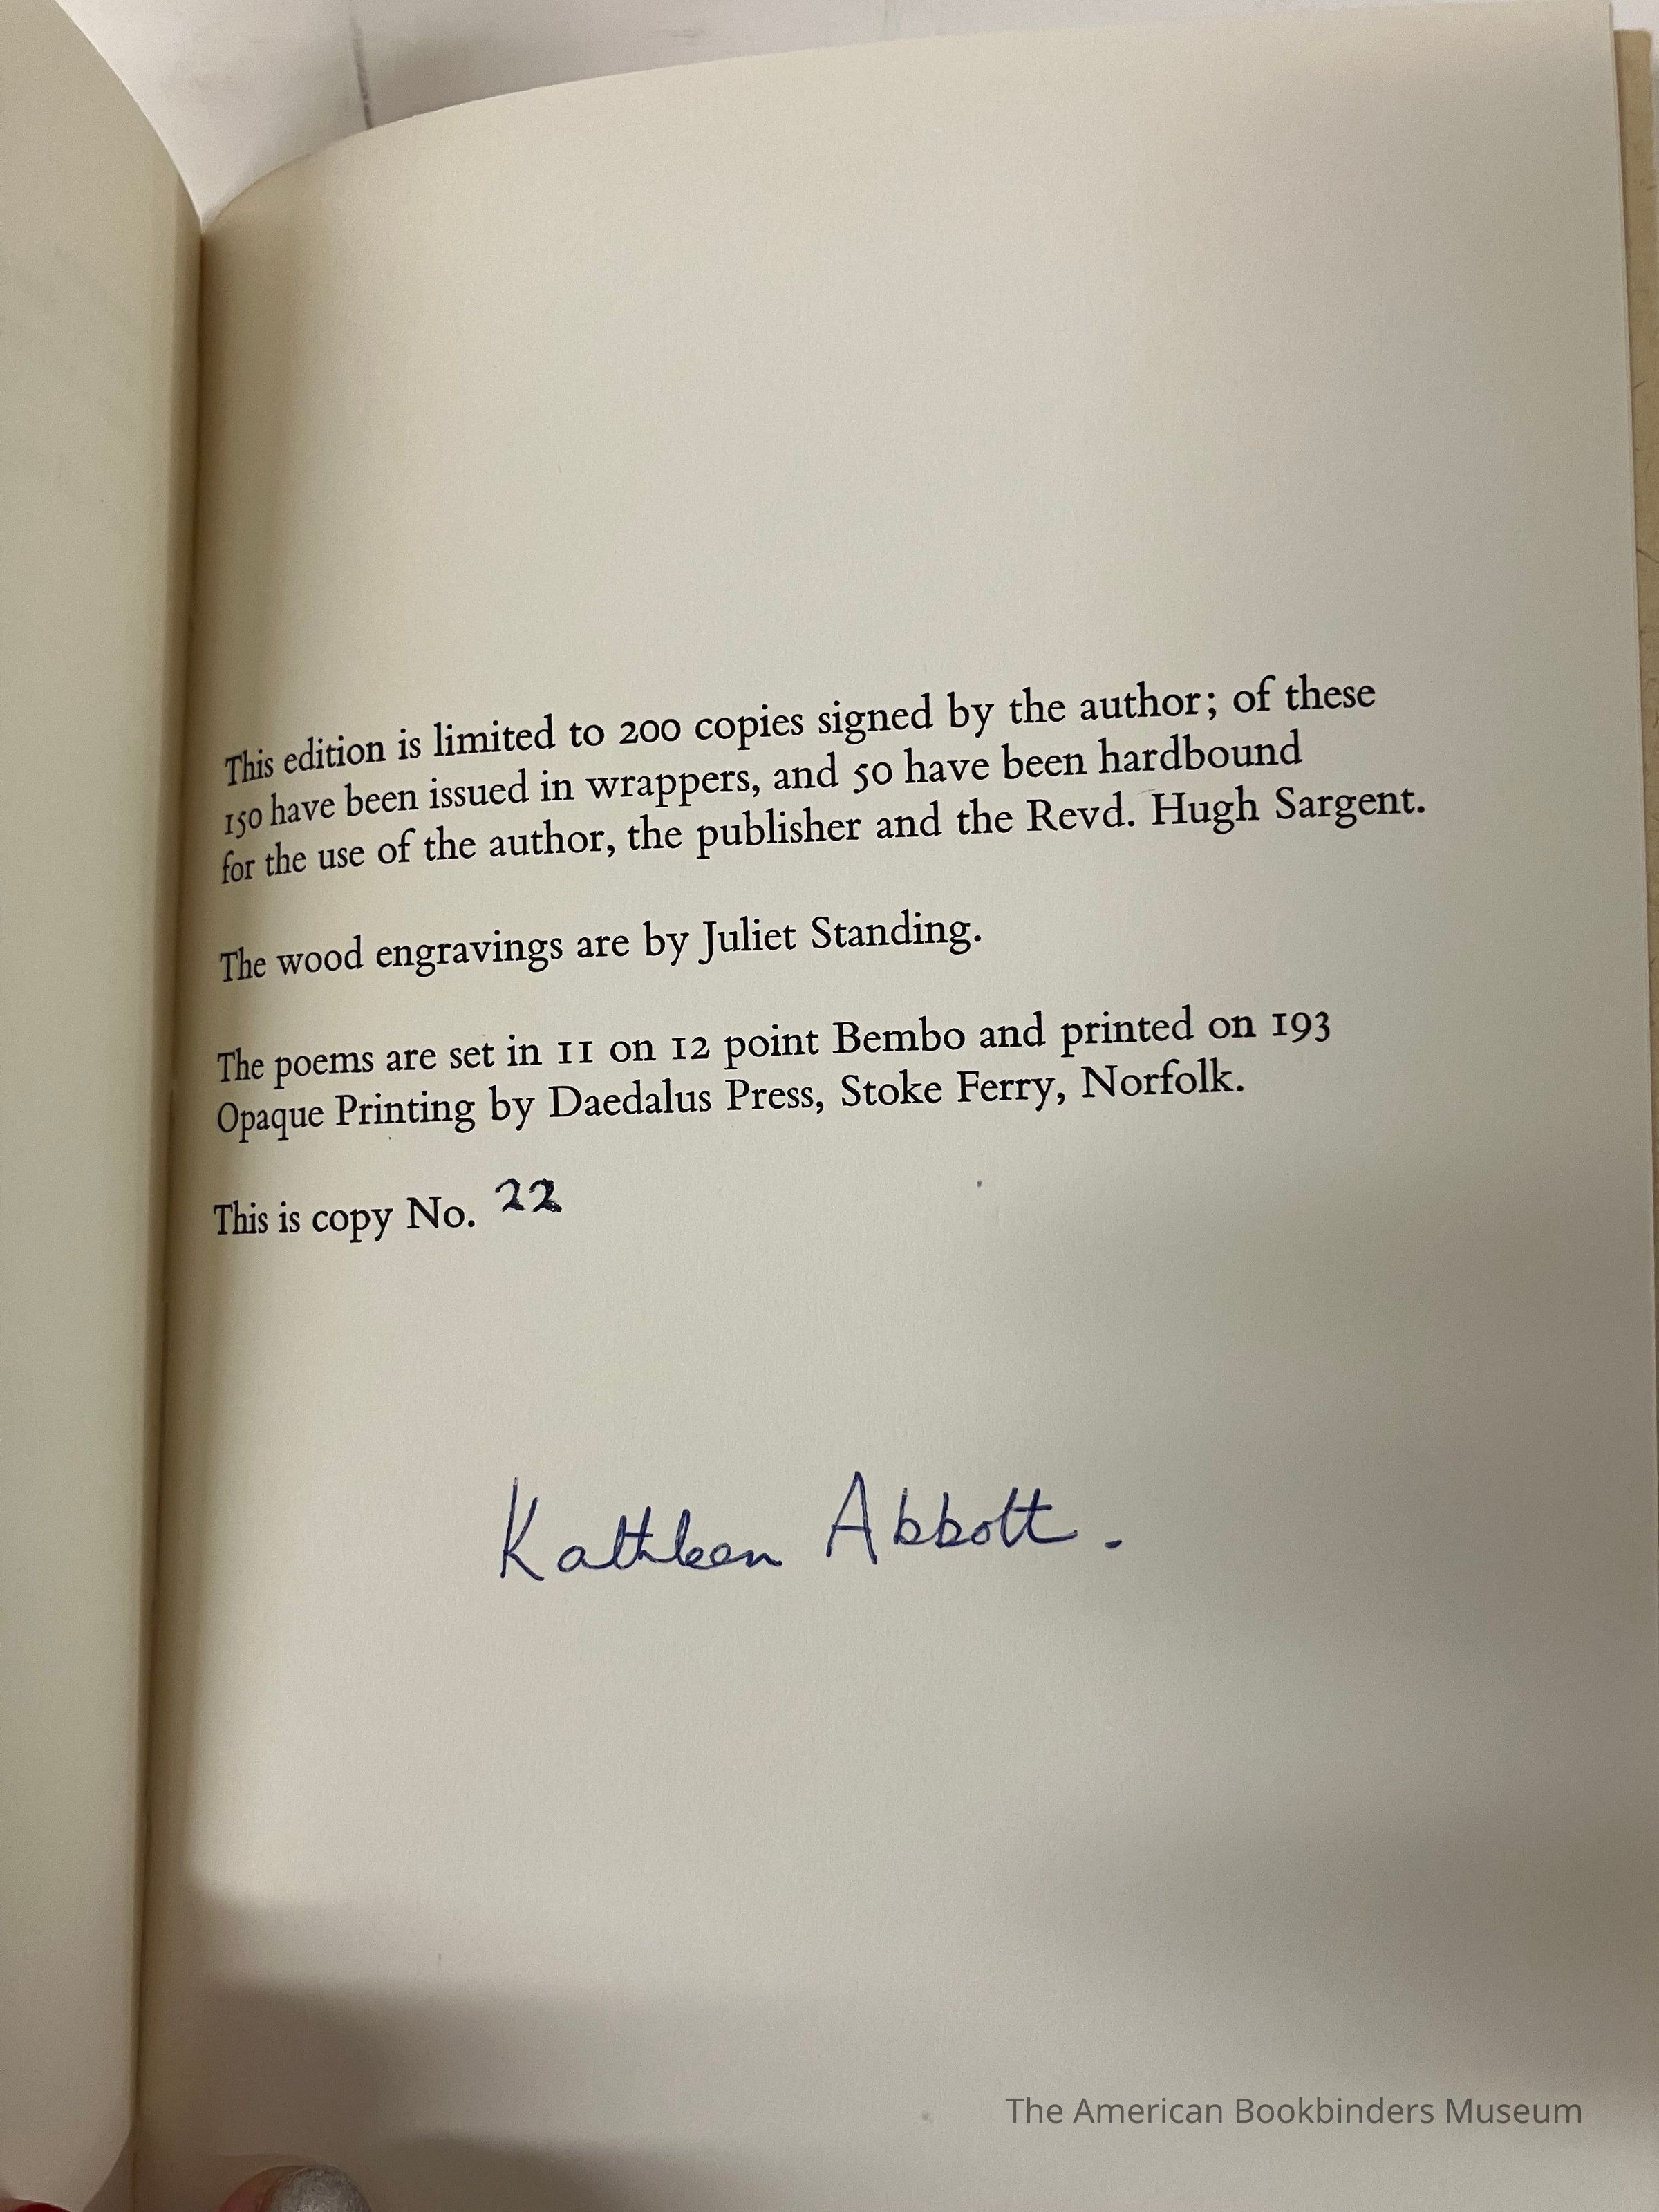 This edition is limited to 200 copies signed by the author; of these
150 have been issued in wrappers, and 50 have been hardbound
for the use of the author, the publisher and the Revd. Hugh Sargent.
The wood engravings are by Juliet Standing.
The poems are set in 11 on 12 point Bembo and printed on 193
Opaque Printing by Daedalus Press, Stoke Ferry, Norfolk.
This is copy No. 22
Kathleen Abbott.
The American Bookbinders Museum